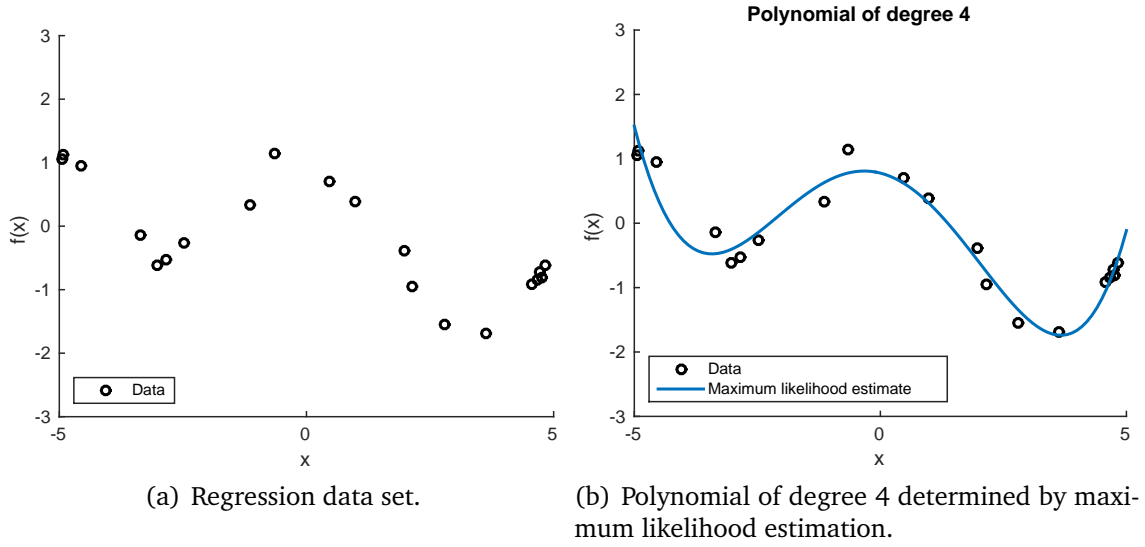 3
2
1
0
-1
-2
-3
f(x)
Data
-5
0
5
x
(a) Regression data set.
Polynomial of degree 4
3
2
1
0
-1
-2
-3
f(x)
Data
Maximum likelihood estimate
-5
0
5
x
(b) Polynomial of degree 4 determined by maxi-
mum likelihood estimation.